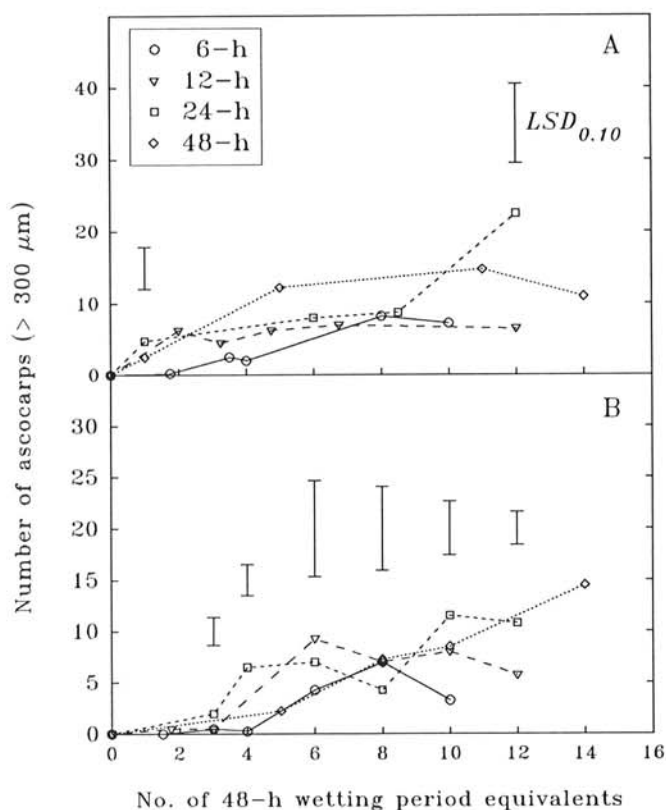 6-h
12-h
24-h
48-h
A
LSD0.10
40
30
20
10
0
B
30
25
20
15
10
5
0
0 2 4 6 8 10 12 14 16
Number of ascocarps (> 300 μm)
No. of 48-h wetting period equivalents